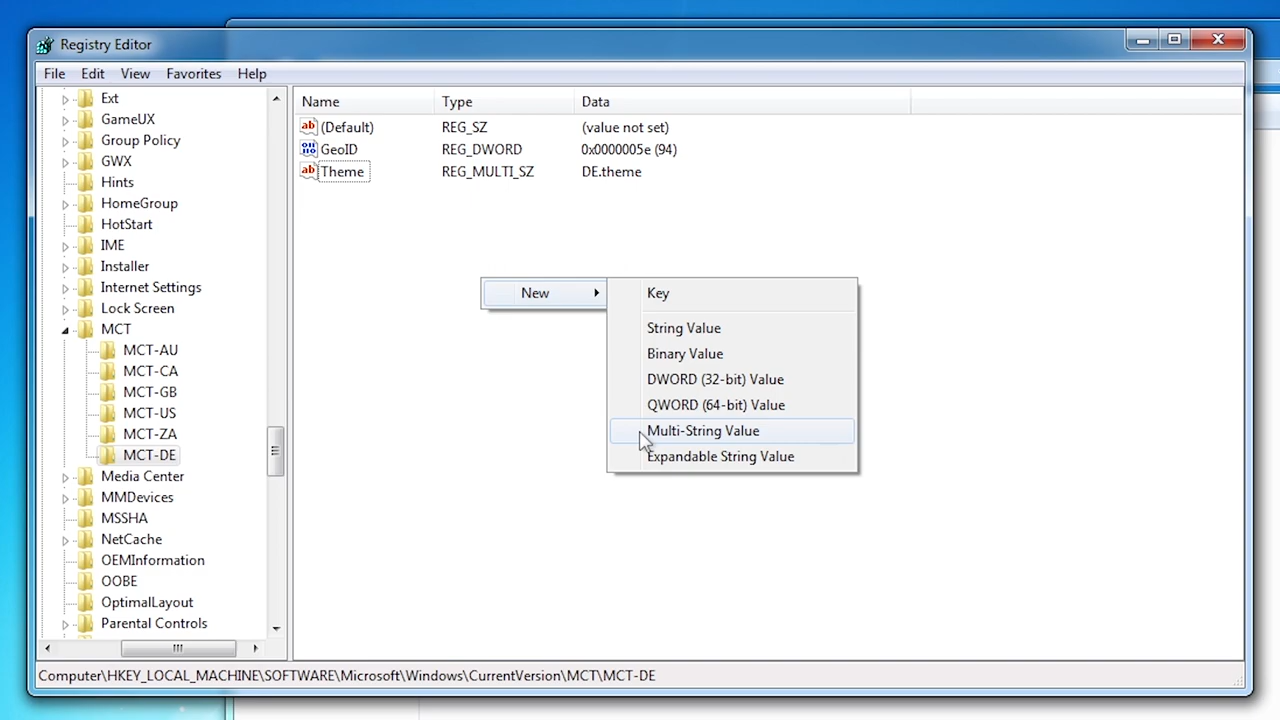 Registry Editor
File Edit View Favorites Help
Ext
GameUX
Group Policy
GWX
Hints
HomeGroup
HotStart
IME
Installer
Internet Settings
Lock Screen
MCT
MCT-AU
MCT-CA
MCT-GB
MCT-US
MCT-ZA
MCT-DE
Media Center
MMDevices
MSSHA
NetCache
OEMInformation
OOBE
OptimalLayout
Parental Controls
Name Type Data
(Default) REG_SZ (value not set)
GeoID REG_DWORD 0x0000005e (94)
Theme REG_MULTI_SZ DE.theme
New
Key
String Value
Binary Value
DWORD (32-bit) Value
QWORD (64-bit) Value
Multi-String Value
Expandable String Value
Computer\HKEY_LOCAL_MACHINE\SOFTWARE\Microsoft\Windows\CurrentVersion\MCT\MCT-DE